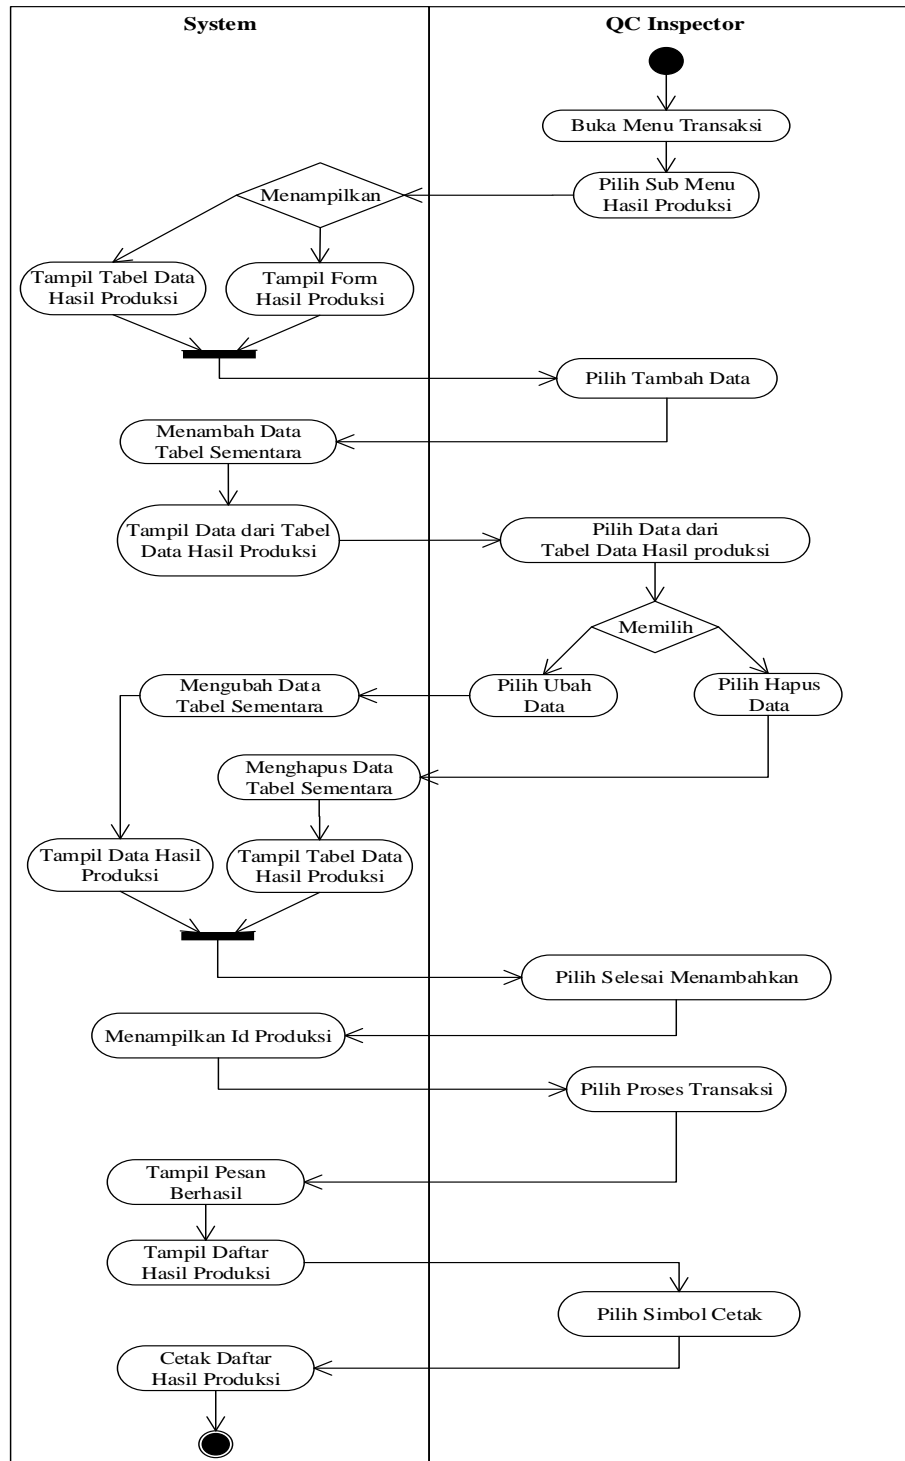 System
QC Inspector
Buka Menu Transaksi
Pilih Sub Menu
Hasil Produksi
Menampilkan
Tampil Tabel Data
Hasil Produksi
Tampil Form
Hasil Produksi
Pilih Tambah Data
Menambah Data
Tabel Sementara
Tampil Data dari Tabel
Data Hasil Produksi
Pilih Data dari
Tabel Data Hasil produksi
Memilih
Pilih Ubah
Data
Pilih Hapus
Data
Mengubah Data
Tabel Sementara
Menghapus Data
Tabel Sementara
Tampil Data Hasil
Produksi
Tampil Tabel Data
Hasil Produksi
Pilih Selesai Menambahkan
Menampilkan Id Produksi
Pilih Proses Transaksi
Tampil Pesan
Berhasil
Tampil Daftar
Hasil Produksi
Pilih Simbol Cetak
Cetak Daftar
Hasil Produksi